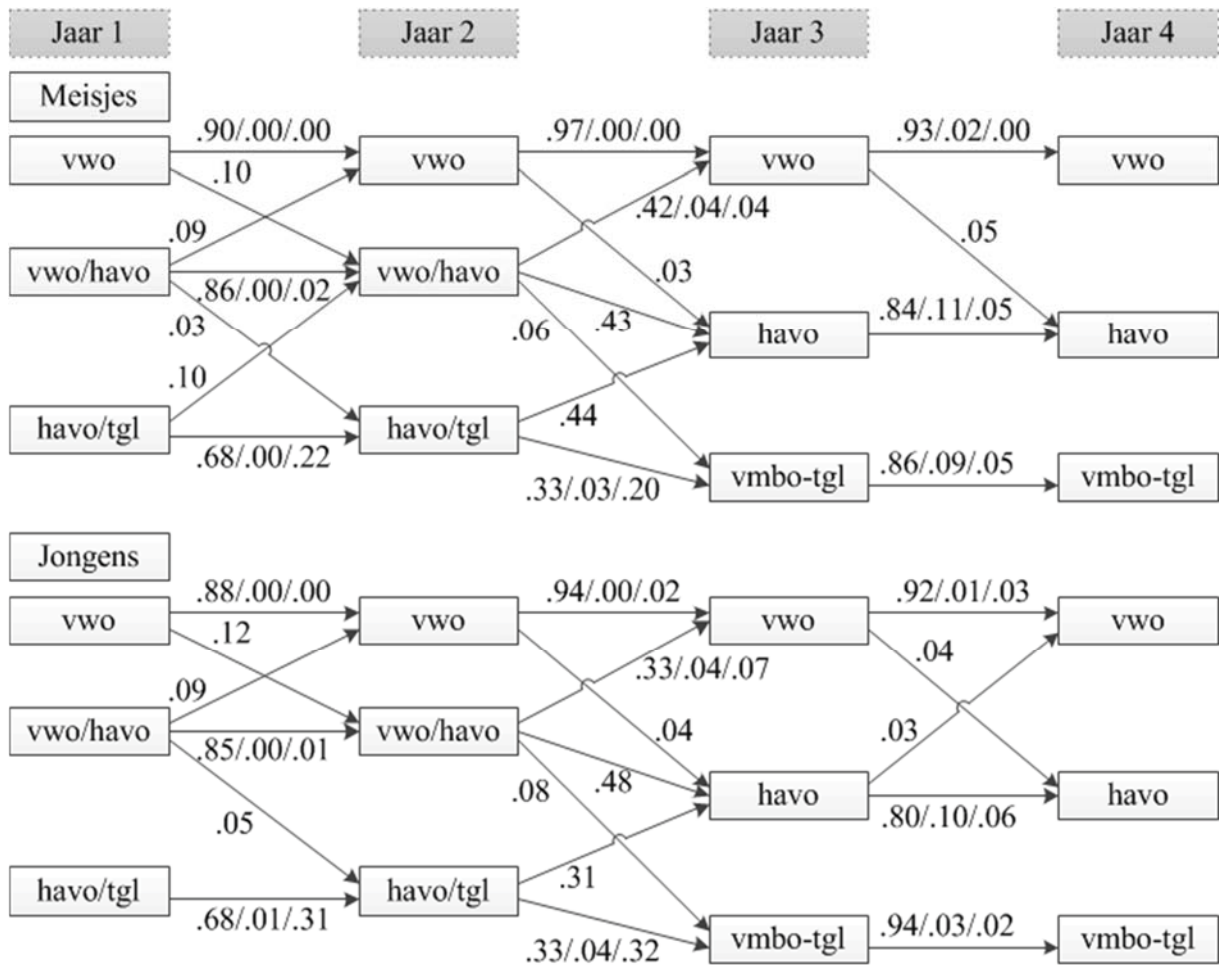 Jaar 1 Jaar 2 Jaar 3 Jaar 4
Meisjes
.90/.00/.00 .97/.00/.00 .93/.02/.00
vwo vwo vwo vwo
.10
.42/.04/.04
.09 .05
vwo/havo vwo/havo .03
.86/.00/.02 .43 .84/.11/.05
.03 .06 havo havo
.10
.44
havo/tgl havo/tgl .86/.09/.05
.68/.00/.22 vmbo-tgl vmbo-tgl
.33/.03/.20
Jongens
.88/.00/.00 .94/.00/.02 .92/.01/.03
vwo vwo vwo vwo
.12 .04
.33/.04/.07
.09
vwo/havo vwo/havo .04 .03
.85/.00/.01 .48
.08 havo havo
.05 .80/.10/.06
.31
havo/tgl havo/tgl
.68/.01/.31 .94/.03/.02
.33/.04/.32 vmbo-tgl vmbo-tgl